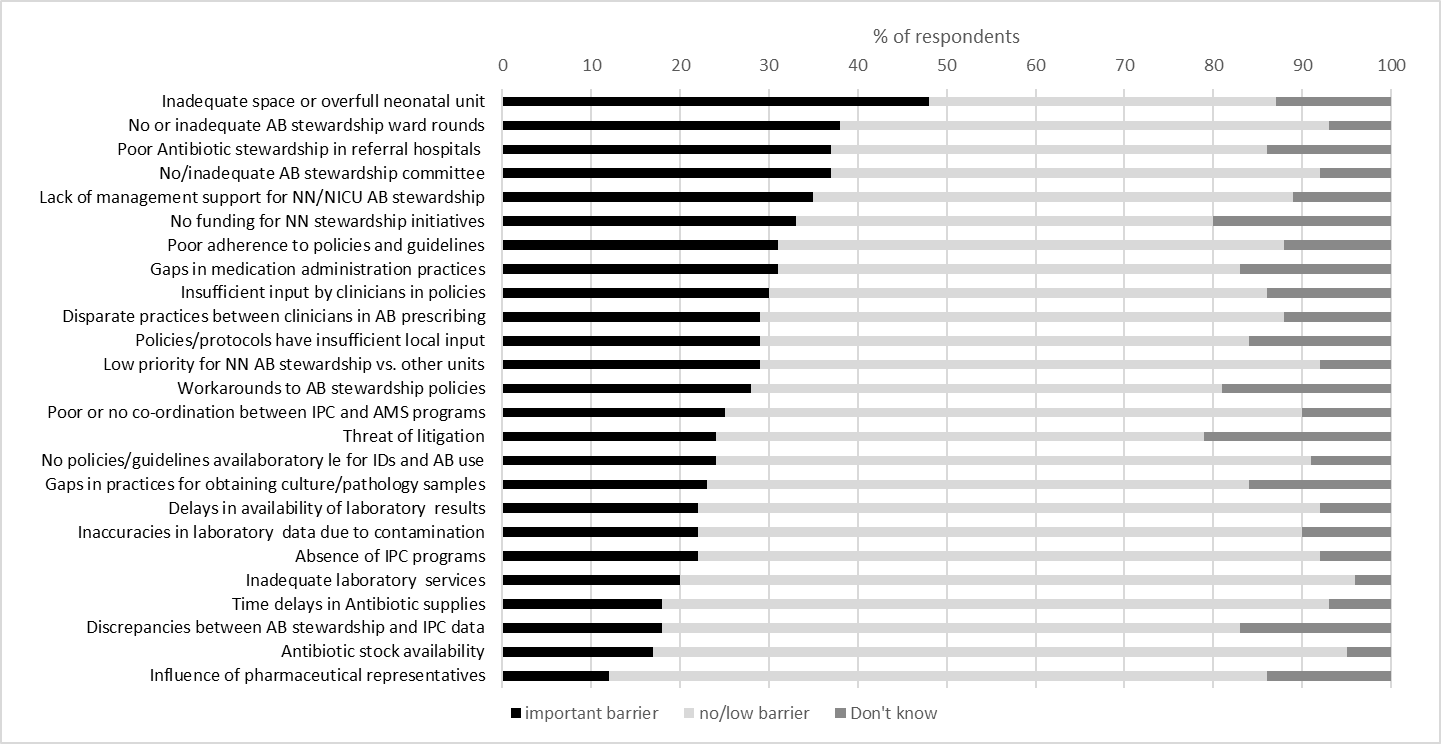 % of respondents
0 10 20 30 40 50 60 70 80 90 100
Inadequate space or overfull neonatal unit
No or inadequate AB stewardship ward rounds
Poor Antibiotic stewardship in referral hospitals
No/inadequate AB stewardship committee
Lack of management support for NN/NICU AB stewardship
No funding for NN stewardship initiatives
Poor adherence to policies and guidelines
Gaps in medication administration practices
Insufficient input by clinicians in policies
Disparate practices between clinicians in AB prescribing
Policies/protocols have insufficient local input
Low priority for NN AB stewardship vs. other units
Workarounds to AB stewardship policies
Poor or no co-ordination between IPC and AMS programs
Threat of litigation
No policies/guidelines availaboratory le for IDs and AB use
Gaps in practices for obtaining culture/pathology samples
Delays in availability of laboratory  results
Inaccuracies in laboratory  data due to contamination
Absence of IPC programs
Inadequate laboratory  services
Time delays in Antibiotic supplies
Discrepancies between AB stewardship and IPC data
Antibiotic stock availability
Influence of pharmaceutical representatives
important barrier no/low barrier Don't know